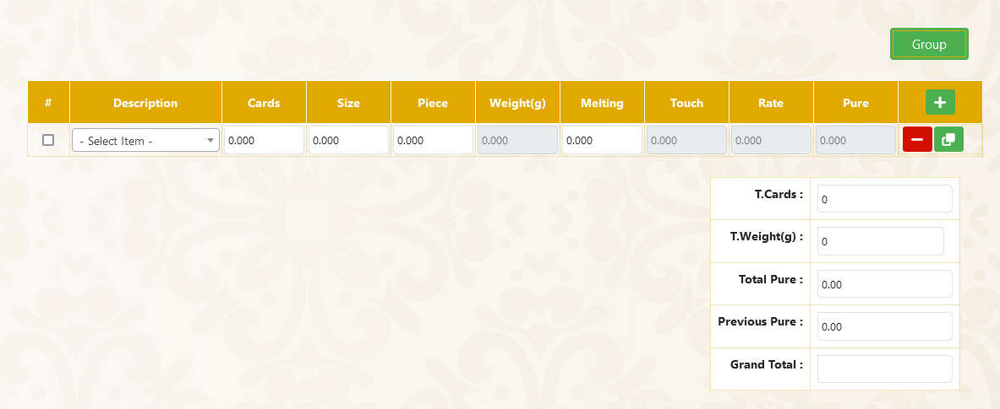 Group
# Description Cards Size Piece Weight(g) Melting Touch Rate Pure
- Select Item - 0.000 0.000 0.000 0.000 0.000 0.000 0.000 0.000
T.Cards : 0
T.Weight(g) : 0
Total Pure : 0.00
Previous Pure : 0.00
Grand Total :